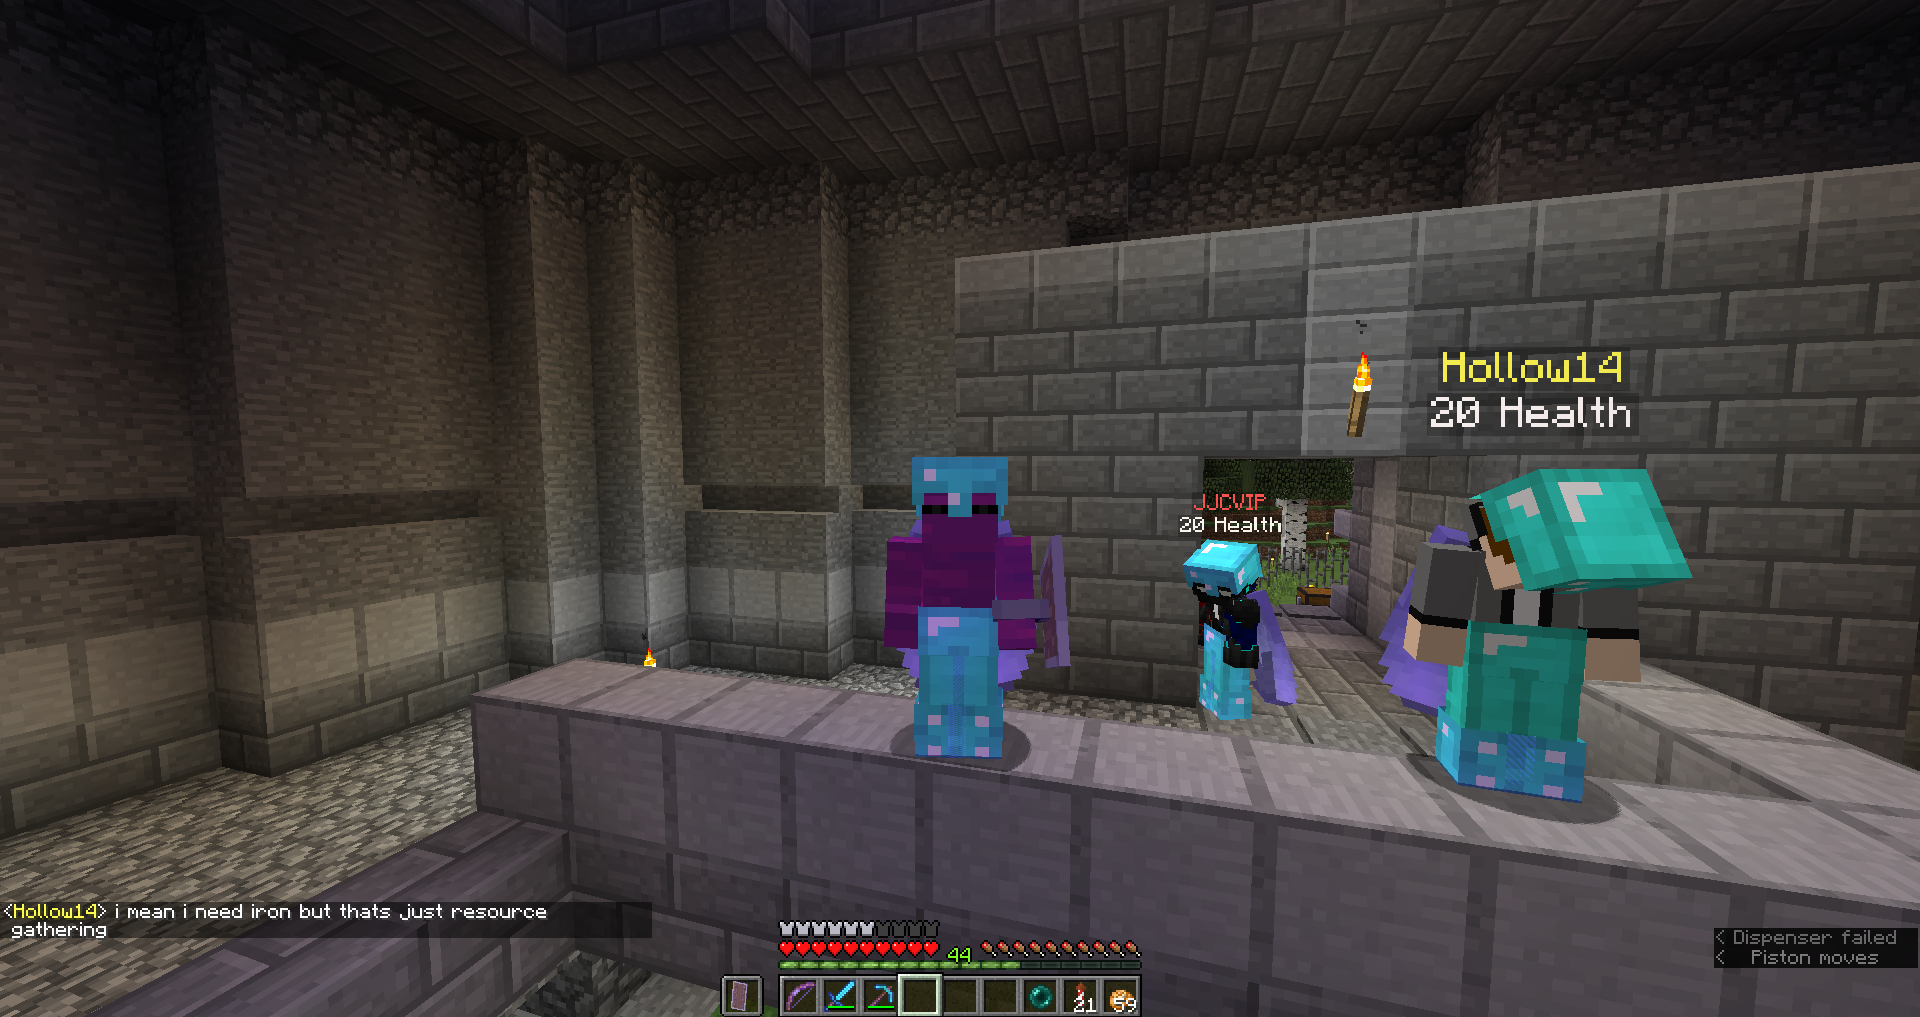 Hollow14
20 Health
JJCVIP
20 Health
<Hollow14> i mean i need iron but thats just resource
gathering
44
< Dispenser failed
< Piston moves
21
59